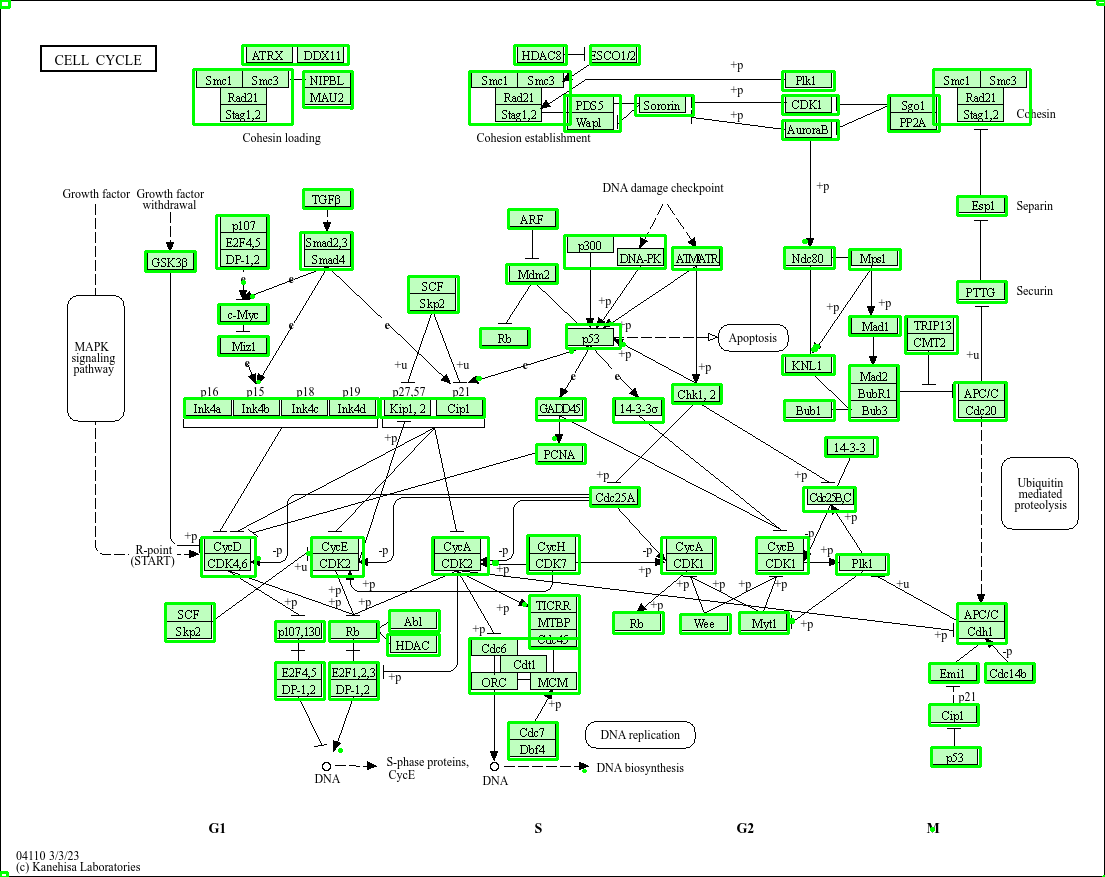 CELL CYCLE
ATRX DDX11
Smc1 Smc3
Rad21
Stag1,2
NIPBL
MAU2
Cohesin loading
HDAC8 ESCO1/2
Smc1 Smc3
Rad21
Stag1,2
PDS5
Wapl
Cohesion establishment
Sororin
+p
Plk1
+p
CDK1
+p
AuroraB
Sgo1
PP2A
Smc1 Smc3
Rad21
Stag1,2
Cohesin
Growth factor
Growth factor
withdrawal
GSK3β
p107
E2F4,5
DP-1,2
TGFβ
Smad2,3
Smad4
e
e
c-Myc
Miz1
e
e
e
SCF
Skp2
ARF
Mdm2
Rb
DNA damage checkpoint
p300
DNA-PK
ATM ATR
+p
+p
+p
p53
Apoptosis
+p
Ndc80
Mps1
+p
+p
KNL1
Mad1
TRIP13
CMT2
Mad2
BubR1
Bub3
Bub1
Esp1
Separin
PTTG
Securin
+u
APC/C
Cdc20
MAPK
signaling
pathway
p16 p15 p18 p19
Ink4a Ink4b Ink4c Ink4d
+u +u
p27,57 p21
Kip1, 2 Cip1
e
e
e
GADD45
14-3-3σ
Chk1, 2
PCNA
+p
+p
Cdc25A
+p
14-3-3
Cdc25B,C
+p
Ubiquitin
mediated
proteolysis
R-point
(START)
+p
CycD
CDK4,6
-p
CycE
CDK2
-p
CycA
CDK2
-p
+p
CycH
CDK7
-p
CycA
CDK1
CycB
CDK1
-p
+p
Plk1
+u
+u
+p
+p
+p
+p
SCF
Skp2
p107,130
Rb
Abl
HDAC
+p
+p
TICRR
MTBP
Cdc45
Cdc6
Cdt1
ORC MCM
+p
Cdc7
Dbf4
+p
+p
+p
+p
+p
Rb
Wee
Myt1
E2F4,5
DP-1,2
E2F1,2,3
DP-1,2
+p
APC/C
Cdh1
-p
Emi1
Cdc14b
p21
Cip1
p53
DNA
S-phase proteins,
CycE
DNA
DNA replication
DNA biosynthesis
G1 S G2 M
04110 3/3/23
(c) Kanehisa Laboratories